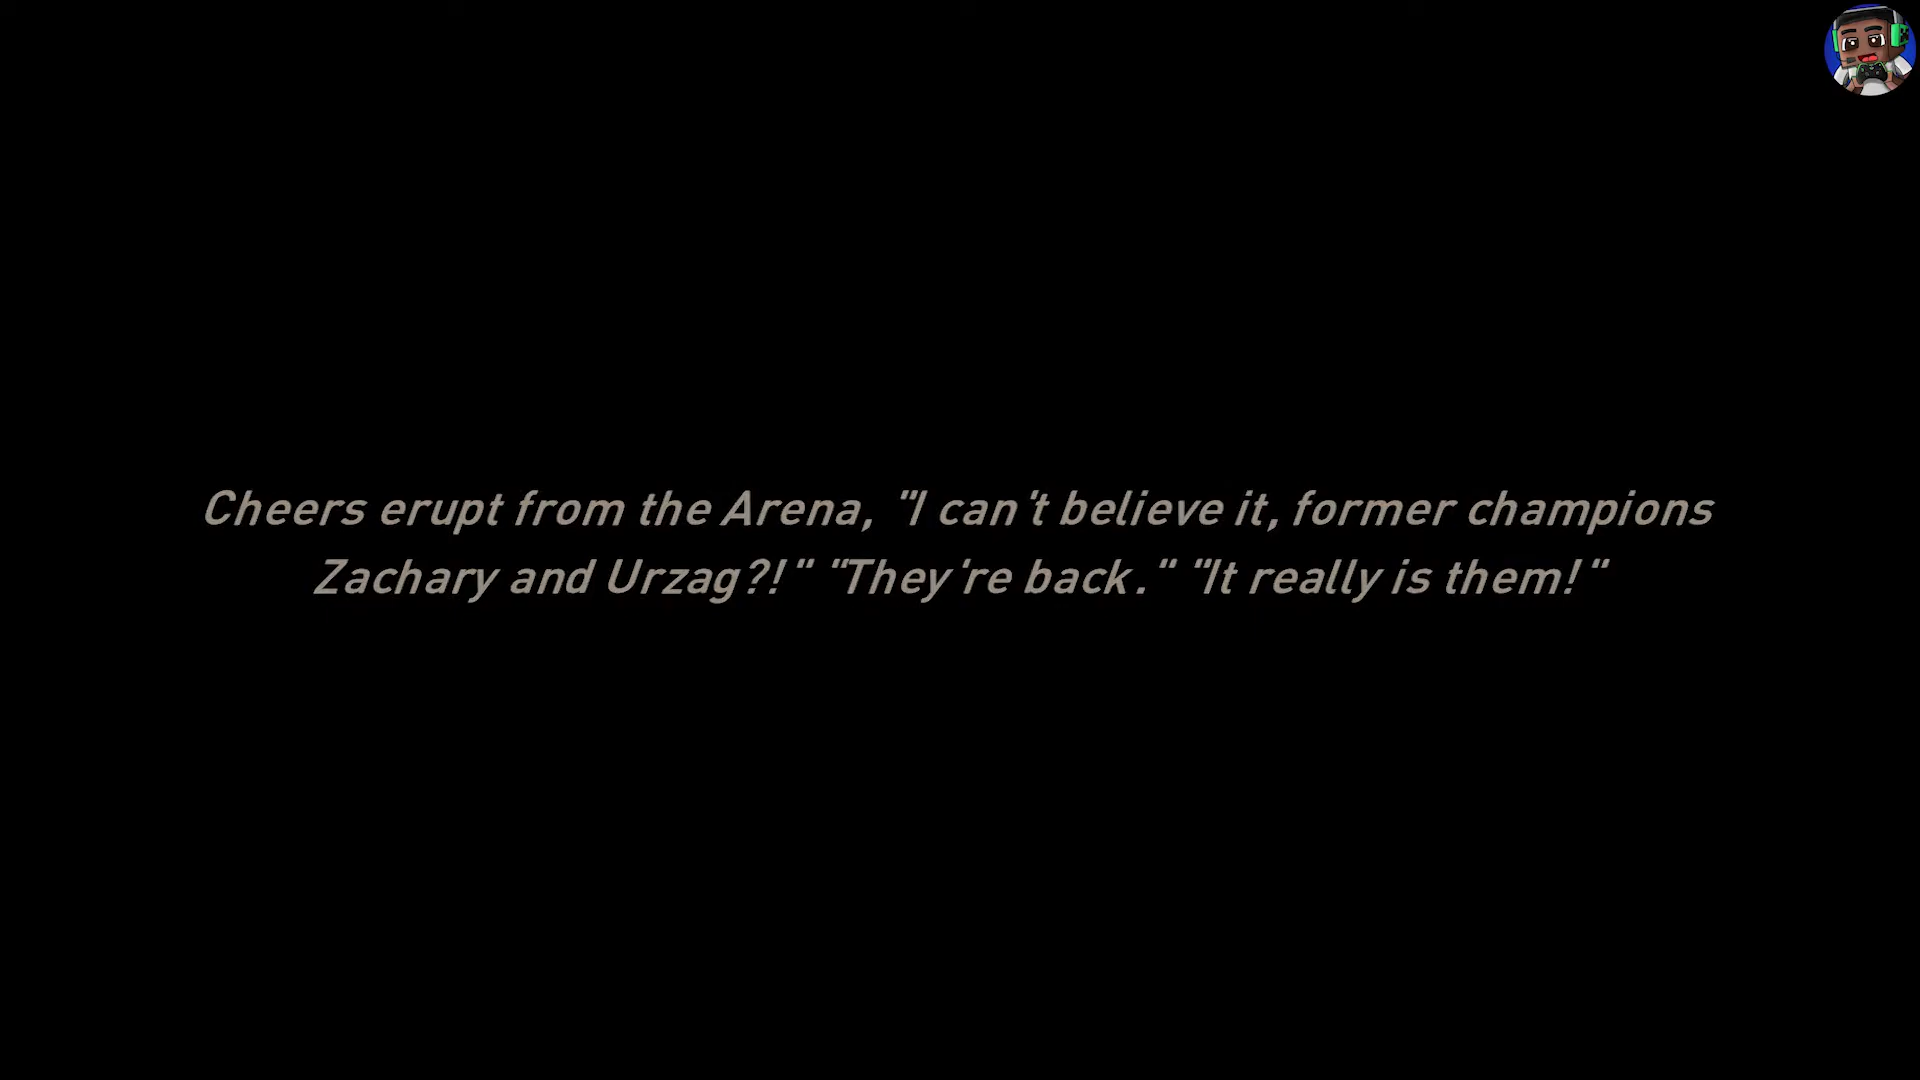 Cheers erupt from the Arena, "I can't believe it, former champions
Zachary and Urzag?!" "They're back." "It really is them!"